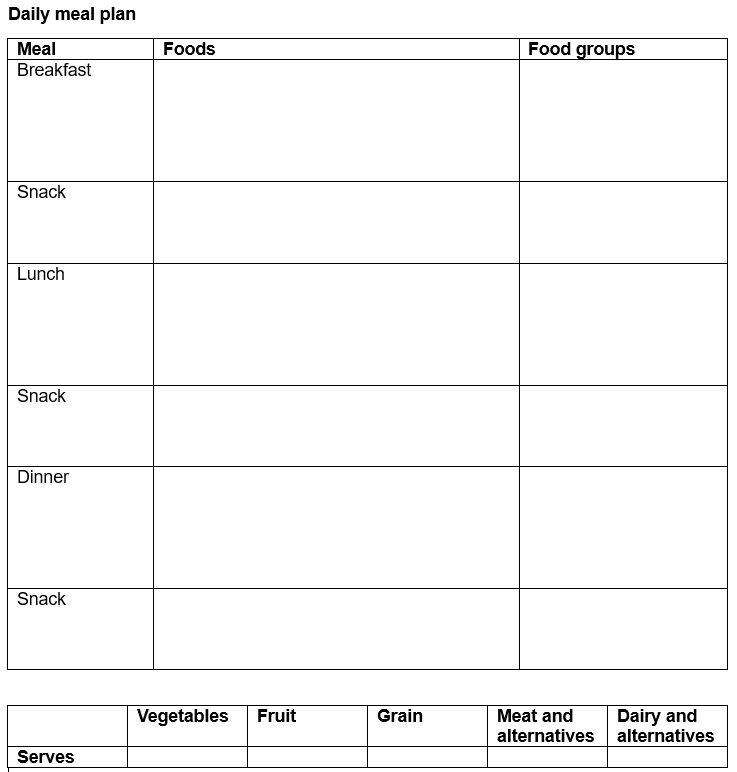 Daily meal plan
Meal Foods Food groups
Breakfast
Snack
Lunch
Snack
Dinner
Snack
Vegetables Fruit Grain Meat and alternatives Dairy and alternatives
Serves